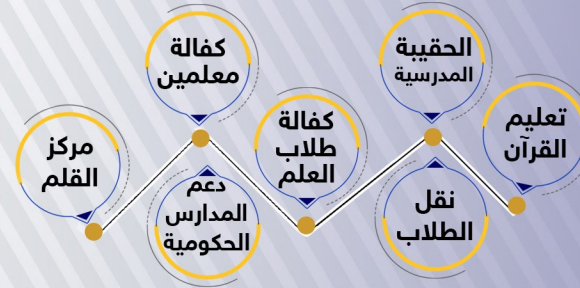 تعليم
القرآن
الحقيبة
المدرسية
نقل
الطلاب
كفالة
طلاب
العلم
كفالة
معلمين
دعم
المدارس
الحكومية
مركز
القلم